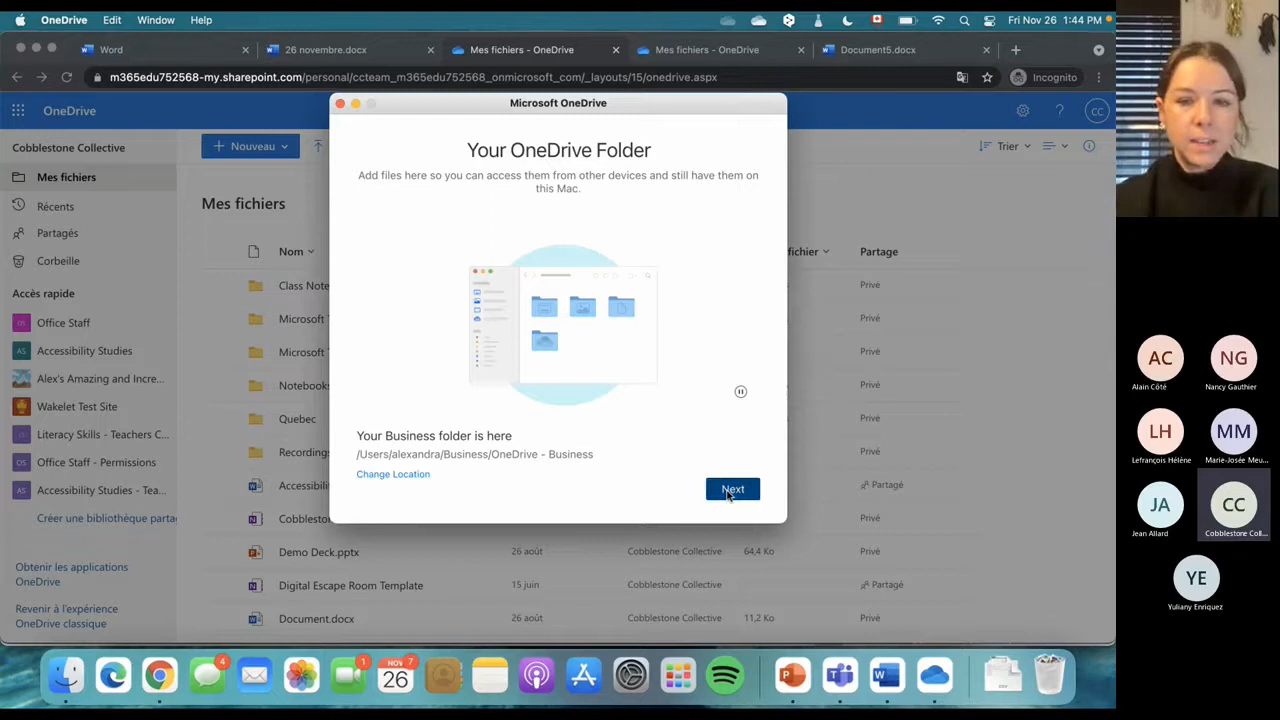 OneDrive Edit Window Help
Fri Nov 26 1:44 PM
Word
26 novembre.docx
Mes fichiers - OneDrive
Mes fichiers - OneDrive
Document5.docx
m365edu752568-my.sharepoint.com/personal/ccteam_m365edu752568_onmicrosoft_com/_layouts/15/onedrive.aspx
Incognito
OneDrive
CC
Microsoft OneDrive
Cobblestone Collective
Mes fichiers
Récents
Partagés
Corbeille
Accès rapide
OS Office Staff
AS Accessibility Studies
Alex's Amazing and Incre...
Wakelet Test Site
Literacy Skills - Teachers C...
Office Staff - Permissions
Accessibility Studies - Tea...
Créer une bibliothèque parta
Obtenir les applications
OneDrive
Revenir à l'expérience
OneDrive classique
Nouveau
Trier
Mes fichiers
Nom
fichier
Partage
Class Note
Privé
Microsoft T
Privé
Microsoft T
Privé
Notebooks
Privé
Quebec
Privé
Recording
Privé
Accessibil
Partagé
Cobblesto
Privé
Demo Deck.pptx 26 août Cobblestone Collective 64,4 Ko Privé
Digital Escape Room Template 15 juin Cobblestone Collective Partagé
Document.docx 26 août Cobblestone Collective 11,2 Ko Privé
Your OneDrive Folder
Add files here so you can access them from other devices and still have them on
this Mac.
Your Business folder is here
/Users/alexandra/Business/OneDrive - Business
Change Location
Next
4
1
NOV 7
26
AC
Alain Côté
NG
Nancy Gauthier
LH
Lefrançois Hélène
MM
Marie-Josée Meu...
JA
Jean Allard
CC
Cobblestone Coll...
YE
Yuliany Enriquez